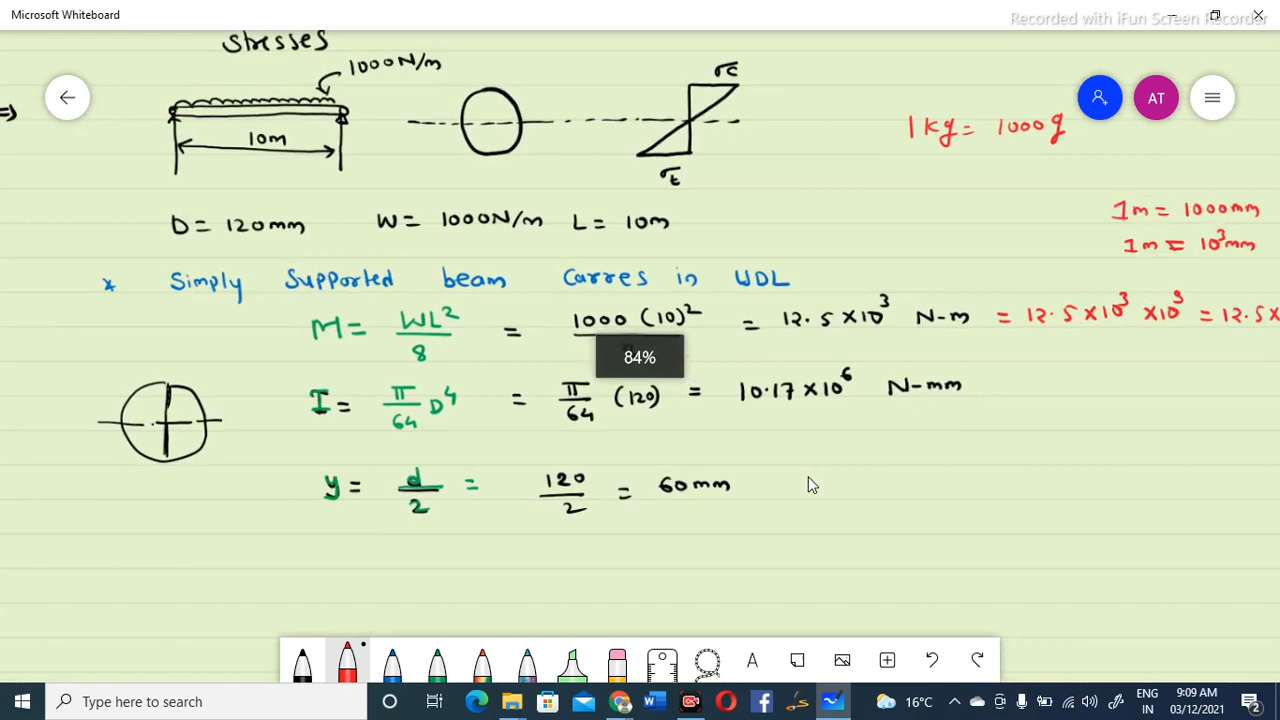 Microsoft Whiteboard
Recorded with iFun Screen Recorder
Stresses
1000N/m
σc
=>
AT
10m
1kg = 1000g
σt
D = 120mm W = 1000N/m L = 10m
1m = 1000mm
1m = 10³mm
* Simply Supported beam Carres in UDL
M = WL²/8 = 1000 (10)² = 12.5×10³ N-m = 12.5×10³ ×10³ = 12.5×
84%
I = π/64 D⁴ = π/64 (120) = 10.17×10⁶ N-mm
y = d/2 = 120/2 = 60mm
A
Type here to search
16°C
ENG
IN
9:09 AM
03/12/2021
2